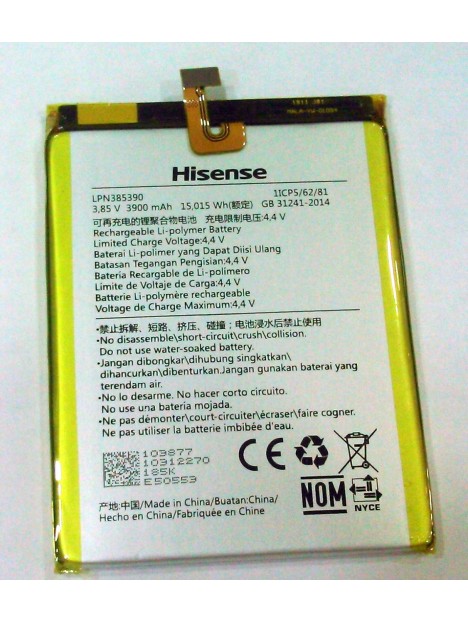 Hisense
LPN385390 1ICP5/62/81
3,85 V 3900 mAh 15,015 Wh(额定) GB 31241-2014
可再充电的锂聚合物电池 充电限制电压:4,4 V
Rechargeable Li-polymer Battery
Limited Charge Voltage:4,4 V
Baterai Li-polimer yang Dapat Diisi Ulang
Batasan Tegangan Pengisian:4,4 V
Batería Recargable de Li-polímero
Limite de Voltaje de Carga:4,4 V
Batterie Li-polymère rechargeable
Voltage de Charge Maximum:4,4 V
•禁止拆解、短路、挤压、碰撞；电池浸水后禁止使用
•No disassemble\short-circuit\crush\collision.
Do not use water-soaked battery.
•Jangan dibongkar\dihubung singkatkan\
dihancurkan\dibenturkan.Jangan gunakan baterai yang
terendam air.
•No lo desarme. No hacer corto circuito.
No use una batería mojada.
•Ne pas démonter\court-circuiter\écraser\faire cogner.
Ne pas utiliser la batterie imbibée d'eau.
103877
10312270
185K
E50553
CE
NOM
NYCE
产地:中国/Made in China/Buatan:China/
Hecho en China/Fabriquée en Chine